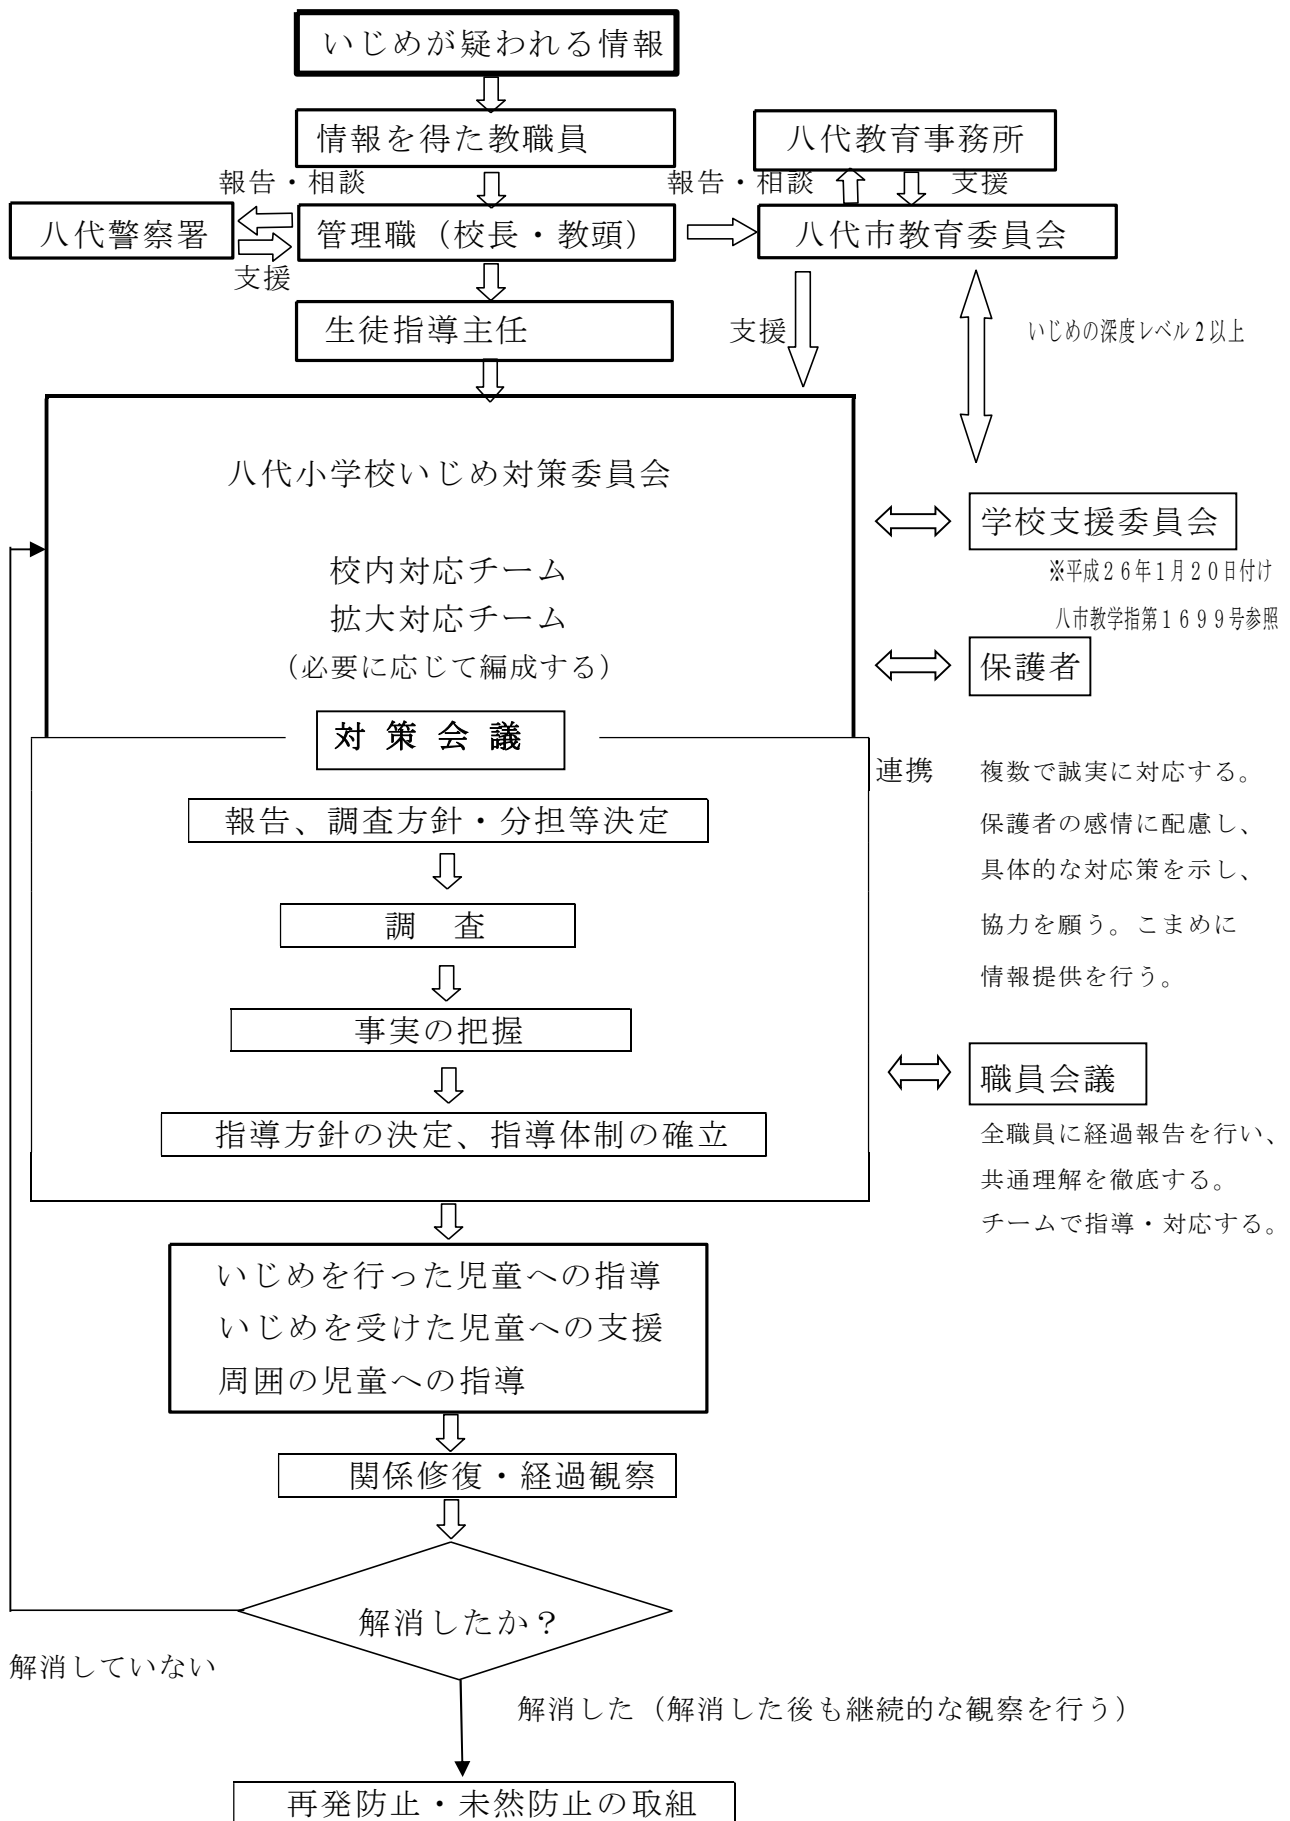 いじめが疑われる情報
情報を得た教職員
八代教育事務所
報告・相談
報告・相談
支援
八代警察署
管理職（校長・教頭）
八代市教育委員会
支援
生徒指導主任
支援
いじめの深度レベル２以上
八代小学校いじめ対策委員会
学校支援委員会
校内対応チーム
※平成２６年１月２０日付け
拡大対応チーム
八市教学指第１６９９号参照
（必要に応じて編成する）
保護者
対策会議
連携
複数で誠実に対応する。
報告、調査方針・分担等決定
保護者の感情に配慮し、
具体的な対応策を示し、
調　査
協力を願う。こまめに
情報提供を行う。
事実の把握
職員会議
指導方針の決定、指導体制の確立
全職員に経過報告を行い、
共通理解を徹底する。
チームで指導・対応する。
いじめを行った児童への指導
いじめを受けた児童への支援
周囲の児童への指導
関係修復・経過観察
解消したか？
解消していない
解消した（解消した後も継続的な観察を行う）
再発防止・未然防止の取組